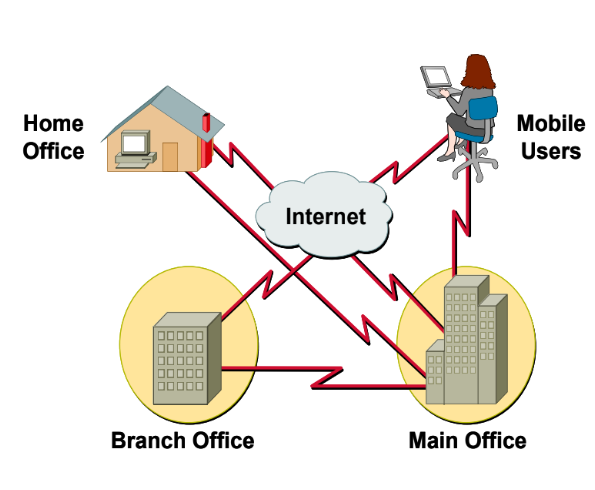 Home
Office
Mobile
Users
Internet
Branch Office
Main Office